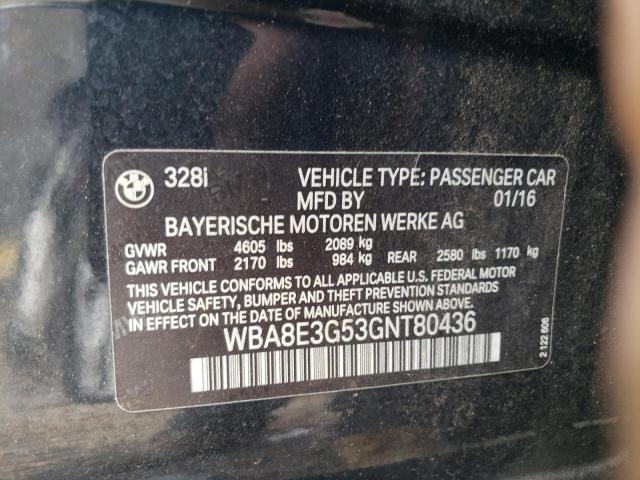 328i VEHICLE TYPE: PASSENGER CAR
MFD BY 01/16
BAYERISCHE MOTOREN WERKE AG
GVWR 4605 lbs 2089 kg
GAWR FRONT 2170 lbs 984 kg REAR 2580 lbs 1170 kg
THIS VEHICLE CONFORMS TO ALL APPLICABLE U.S. FEDERAL MOTOR
VEHICLE SAFETY, BUMPER AND THEFT PREVENTION STANDARDS
IN EFFECT ON THE DATE OF MANUFACTURE SHOWN ABOVE.
WBA8E3G53GNT80436
2 122 606